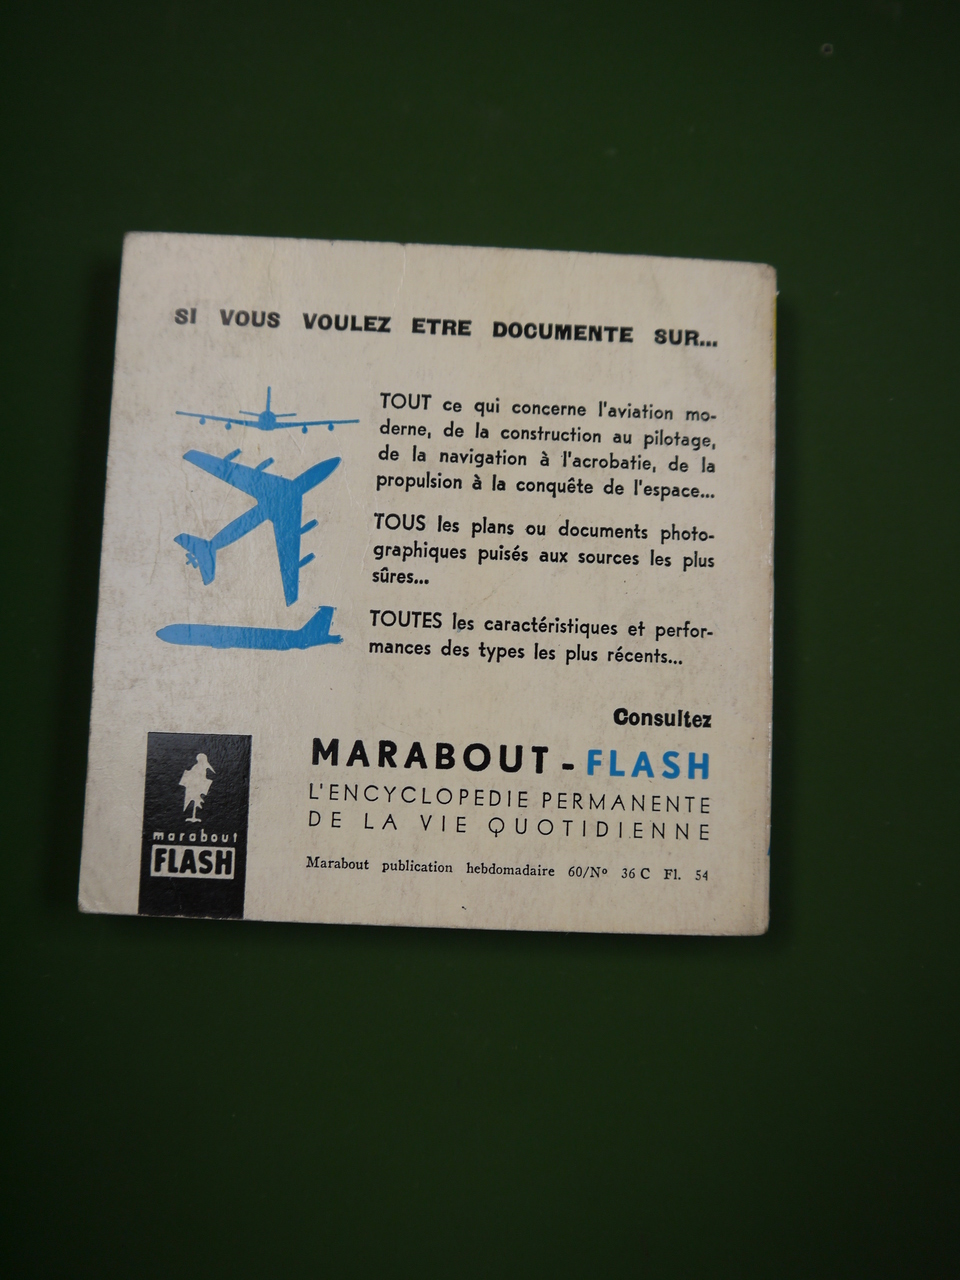 SI VOUS VOULEZ ETRE DOCUMENTE SUR...
TOUT ce qui concerne l'aviation mo-
derne, de la construction au pilotage,
de la navigation à l'acrobatie, de la
propulsion à la conquête de l'espace...
TOUS les plans ou documents photo-
graphiques puisés aux sources les plus
sûres...
TOUTES les caractéristiques et perfor-
mances des types les plus récents...
Consultez
MARABOUT - FLASH
L'ENCYCLOPEDIE PERMANENTE
DE LA VIE QUOTIDIENNE
Marabout publication hebdomadaire 60/Nº 36 C Fl. 54
marabout
FLASH